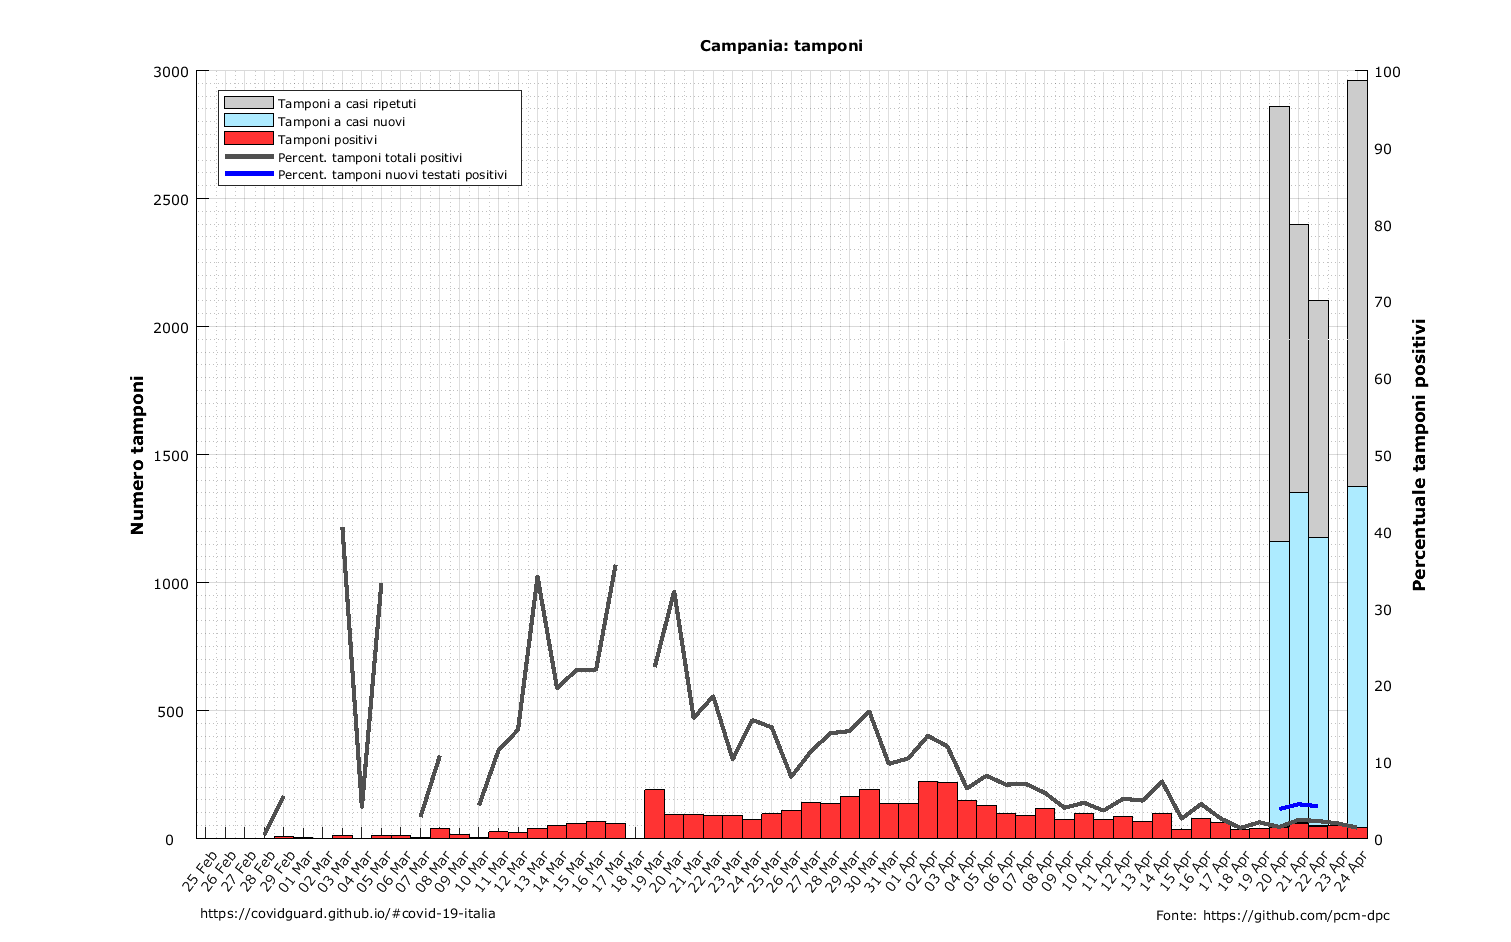 Campania: tamponi
Tamponi a casi ripetuti
Tamponi a casi nuovi
Tamponi positivi
Percent. tamponi totali positivi
Percent. tamponi nuovi testati positivi
Numero tamponi
3000
2500
2000
1500
1000
500
0
Percentuale tamponi positivi
100
90
80
70
60
50
40
30
20
10
0
25 Feb
26 Feb
27 Feb
28 Feb
29 Feb
01 Mar
02 Mar
03 Mar
04 Mar
05 Mar
06 Mar
07 Mar
08 Mar
09 Mar
10 Mar
11 Mar
12 Mar
13 Mar
14 Mar
15 Mar
16 Mar
17 Mar
18 Mar
19 Mar
20 Mar
21 Mar
22 Mar
23 Mar
24 Mar
25 Mar
26 Mar
27 Mar
28 Mar
29 Mar
30 Mar
31 Mar
01 Apr
02 Apr
03 Apr
04 Apr
05 Apr
06 Apr
07 Apr
08 Apr
09 Apr
10 Apr
11 Apr
12 Apr
13 Apr
14 Apr
15 Apr
16 Apr
17 Apr
18 Apr
19 Apr
20 Apr
21 Apr
22 Apr
23 Apr
24 Apr
https://covidguard.github.io/#covid-19-italia
Fonte: https://github.com/pcm-dpc